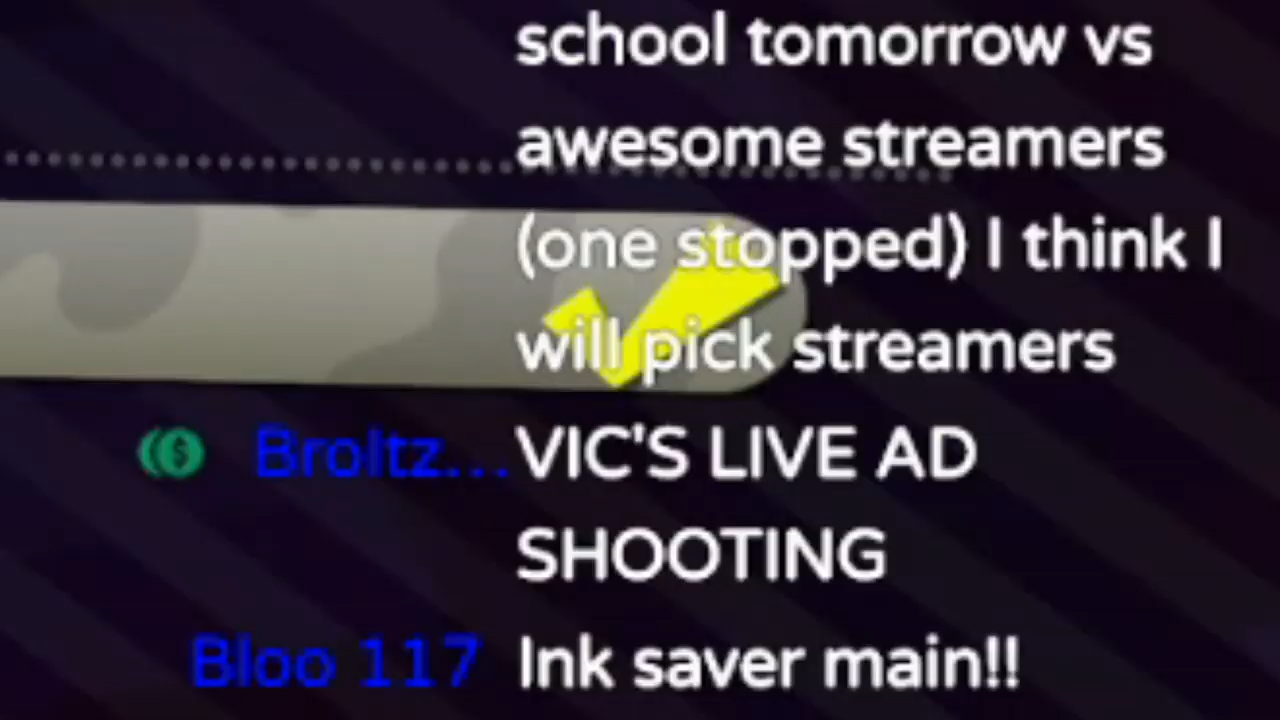 school tomorrow vs
awesome streamers
(one stopped) I think I
will pick streamers
Broltz... VIC'S LIVE AD
SHOOTING
Bloo 117 Ink saver main!!